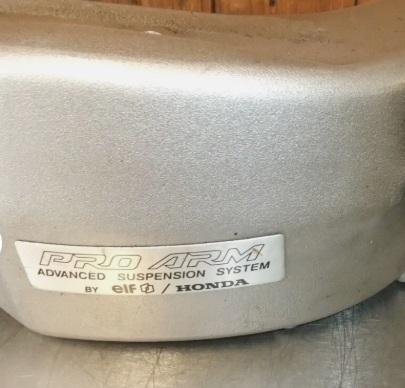 PRO ARM
ADVANCED SUSPENSION SYSTEM
BY elf / HONDA